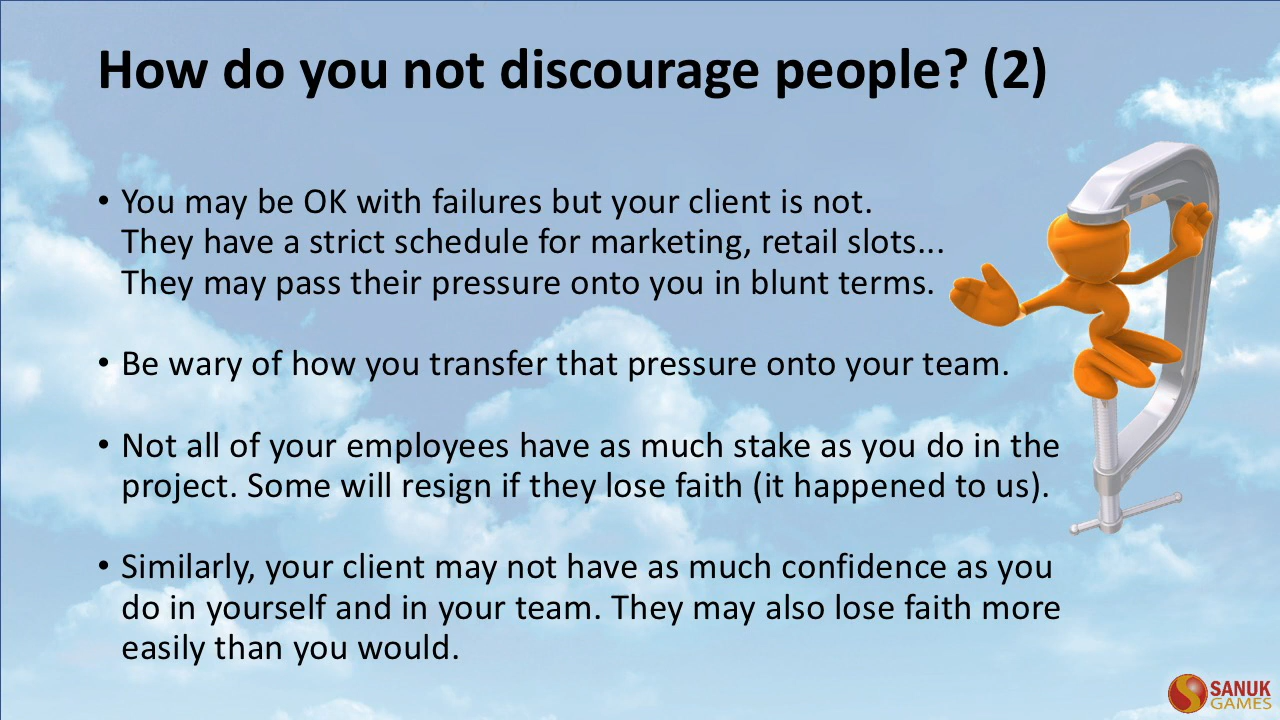 How do you not discourage people? (2)
• You may be OK with failures but your client is not.
They have a strict schedule for marketing, retail slots...
They may pass their pressure onto you in blunt terms.
• Be wary of how you transfer that pressure onto your team.
• Not all of your employees have as much stake as you do in the
project. Some will resign if they lose faith (it happened to us).
• Similarly, your client may not have as much confidence as you
do in yourself and in your team. They may also lose faith more
easily than you would.
SANUK
GAMES